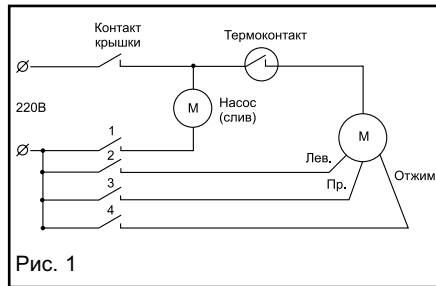 Контакт
крышки
Термоконтакт
М
Насос
(слив)
220В
М
1
2
Лев.
Пр.
Отжим
3
4
Рис. 1